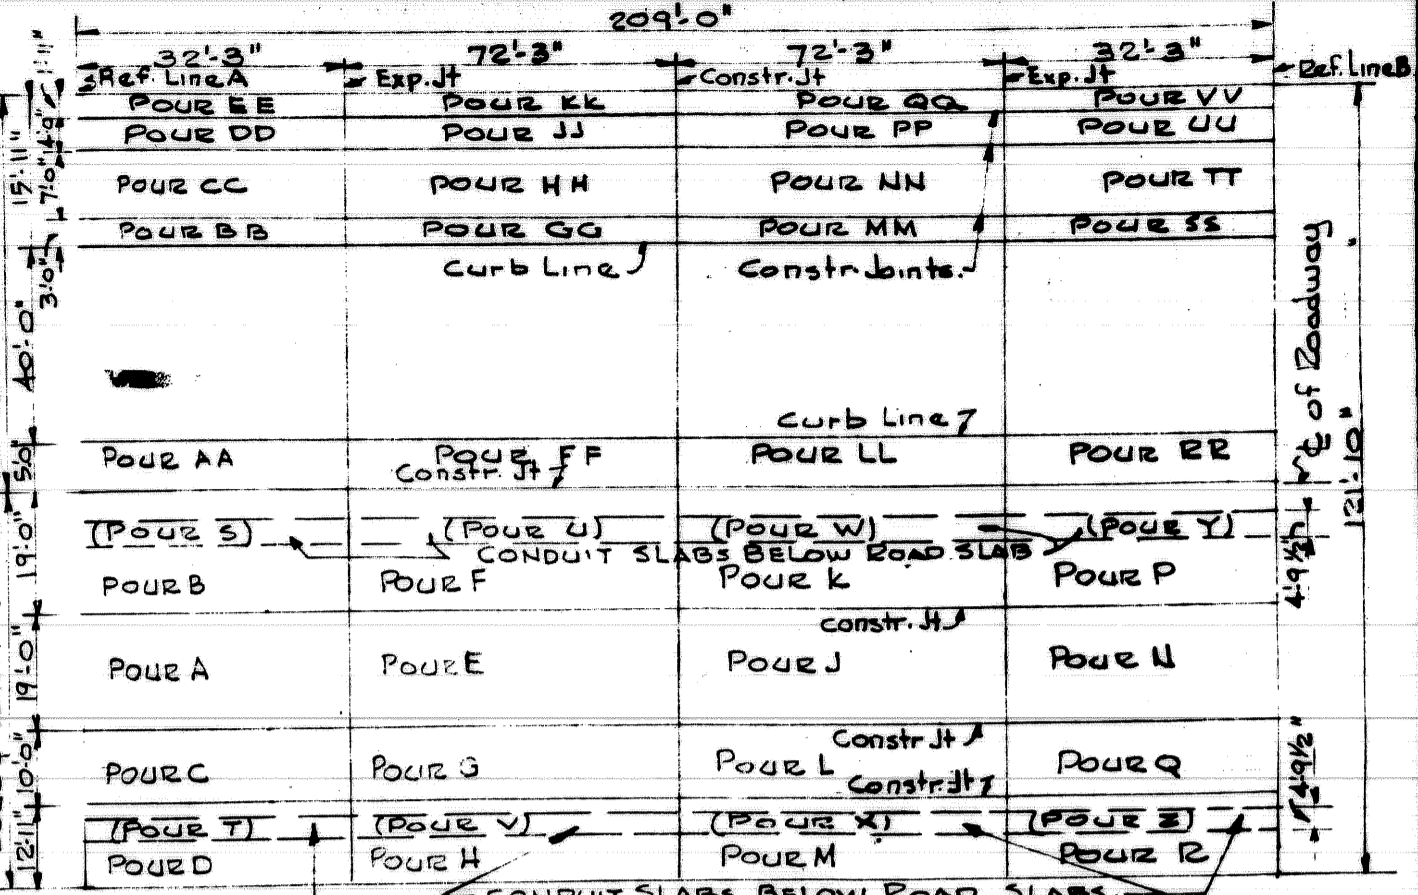 209'-0"
32'-3" 72'-3" 72'-3" 32'-3"
Ref. Line A Exp. Jt Constr. Jt Exp. Jt Ref. Line B
1'-11"
POUR EE POUR KK POUR QQ POUR VV
POUR DD POUR JJ POUR PP POUR UU
15'-11"
7'-0"
POUR CC POUR HH POUR NN POUR TT
POUR BB POUR GG POUR MM POUR SS
Curb Line Constr. Joints.
3'-0"
40'-0"
℄ of Roadway
121'-10"
Curb Line
5'-0"
POUR AA POUR FF POUR LL POUR RR
Constr. Jt
(POUR S) (POUR U) (POUR W) (POUR Y)
CONDUIT SLABS BELOW ROAD SLAB
19'-0"
4'-9½"
POUR B POUR F POUR K POUR P
Constr. Jt
19'-0"
POUR A POUR E POUR J POUR N
Constr Jt
10'-0"
POUR C POUR G POUR L POUR Q
Constr. Jt
4'-9½"
(POUR T) (POUR V) (POUR X) (POUR Z)
12'-11"
POUR D POUR H POUR M POUR R
CONDUIT SLABS BELOW ROAD SLABS